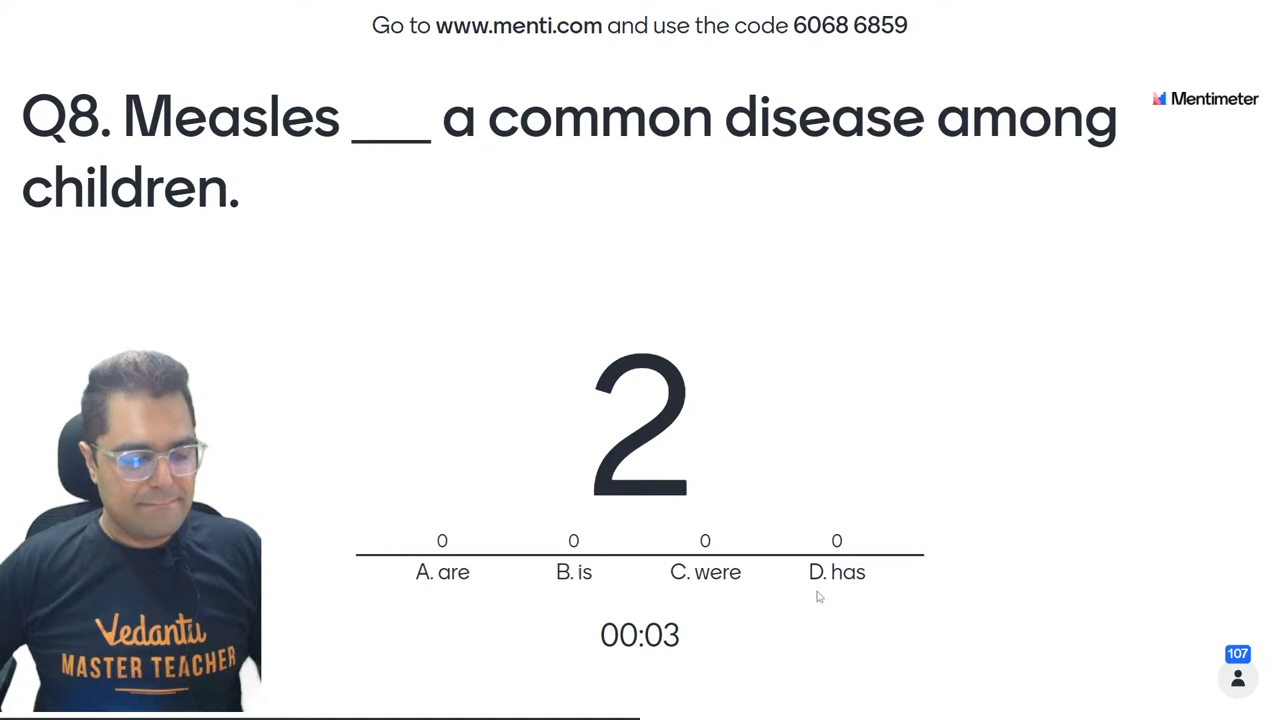 Go to www.menti.com and use the code 6068 6859
Mentimeter
Q8. Measles ___ a common disease among
children.
2
0 0 0 0
A. are B. is C. were D. has
00:03
Vedantu
MASTER TEACHER
107